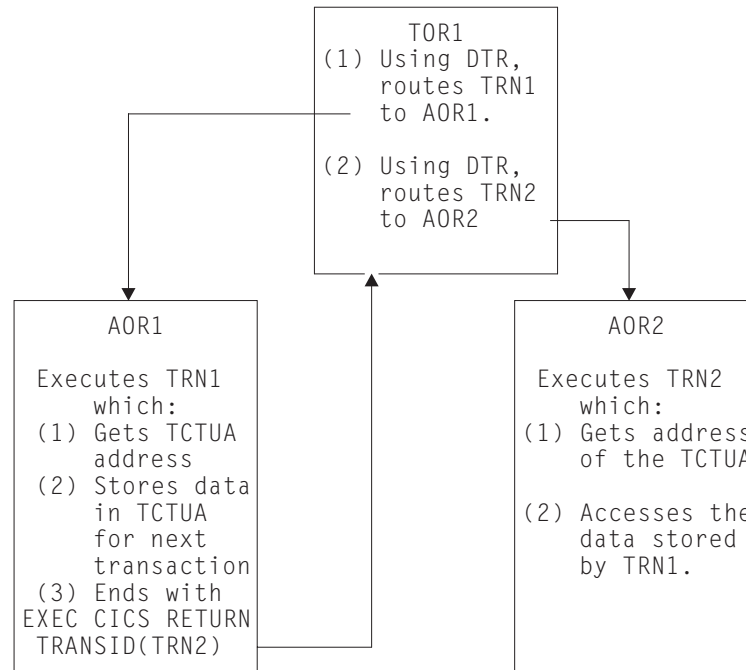 TOR1
(1) Using DTR,
routes TRN1
to AOR1.
(2) Using DTR,
routes TRN2
to AOR2
AOR1
Executes TRN1
which:
(1) Gets TCTUA
address
(2) Stores data
in TCTUA
for next
transaction
(3) Ends with
EXEC CICS RETURN
TRANSID(TRN2)
AOR2
Executes TRN2
which:
(1) Gets address
of the TCTUA
(2) Accesses the
data stored
by TRN1.